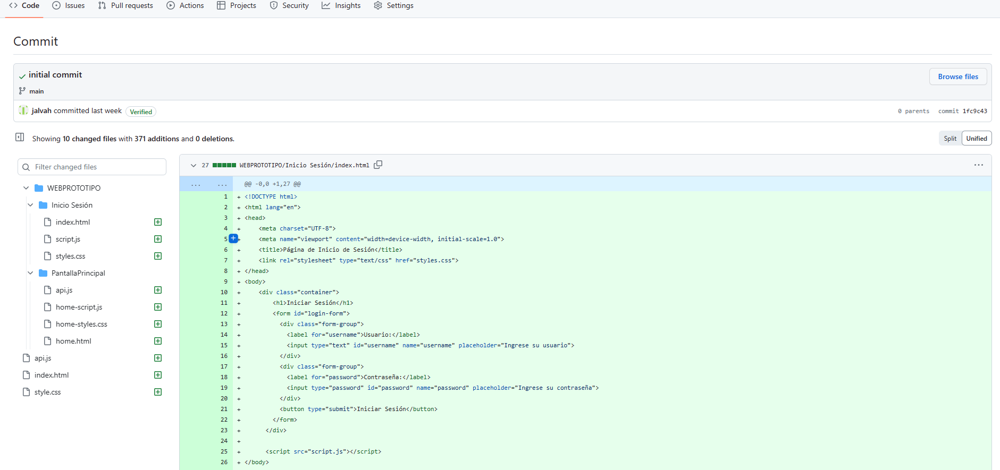 Code Issues Pull requests Actions Projects Security Insights Settings
Commit
initial commit
Browse files
main
jalvah committed last week Verified
0 parents commit 1fc9c43
Showing 10 changed files with 371 additions and 0 deletions.
Split Unified
Filter changed files
WEBPROTOTIPO
Inicio Sesión
index.html
script.js
styles.css
PantallaPrincipal
api.js
home-script.js
home-styles.css
home.html
api.js
index.html
style.css
27 WEBPROTOTIPO/Inicio Sesión/index.html
... ... @@ -0,0 +1,27 @@
1 + <!DOCTYPE html>
2 + <html lang="en">
3 + <head>
4 + <meta charset="UTF-8">
5 + <meta name="viewport" content="width=device-width, initial-scale=1.0">
6 + <title>Página de Inicio de Sesión</title>
7 + <link rel="stylesheet" type="text/css" href="styles.css">
8 + </head>
9 + <body>
10 + <div class="container">
11 + <h1>Iniciar Sesión</h1>
12 + <form id="login-form">
13 + <div class="form-group">
14 + <label for="username">Usuario:</label>
15 + <input type="text" id="username" name="username" placeholder="Ingrese su usuario">
16 + </div>
17 + <div class="form-group">
18 + <label for="password">Contraseña:</label>
19 + <input type="password" id="password" name="password" placeholder="Ingrese su contraseña">
20 + </div>
21 + <button type="submit">Iniciar Sesión</button>
22 + </form>
23 + </div>
24 +
25 + <script src="script.js"></script>
26 + </body>